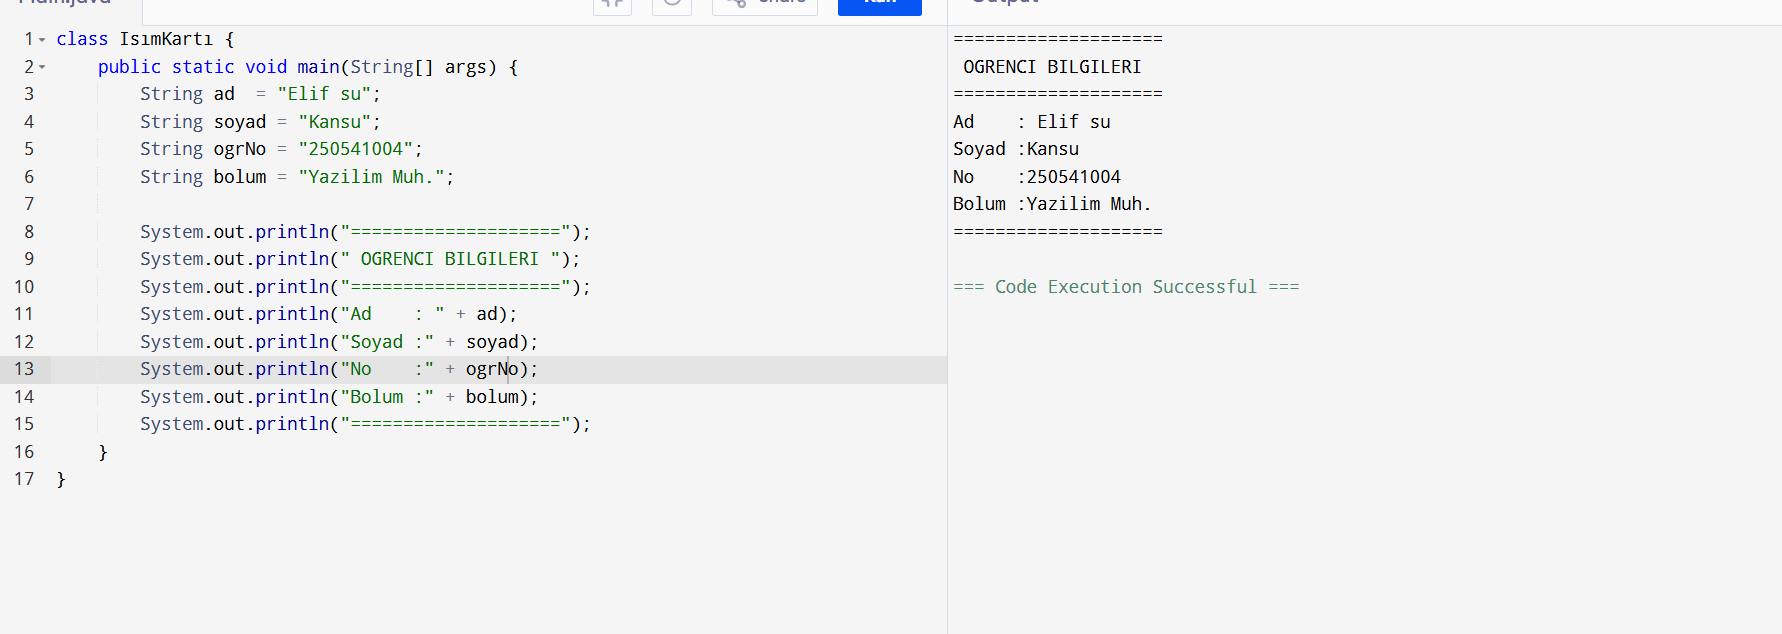 1 class IsımKartı {
2     public static void main(String[] args) {
3         String ad  = "Elif su";
4         String soyad = "Kansu";
5         String ogrNo = "250541004";
6         String bolum = "Yazilim Muh.";
7
8         System.out.println("====================");
9         System.out.println(" OGRENCI BILGILERI ");
10         System.out.println("====================");
11         System.out.println("Ad    : " + ad);
12         System.out.println("Soyad :" + soyad);
13         System.out.println("No    :" + ogrNo);
14         System.out.println("Bolum :" + bolum);
15         System.out.println("====================");
16     }
17 }
====================
 OGRENCI BILGILERI
====================
Ad    : Elif su
Soyad :Kansu
No    :250541004
Bolum :Yazilim Muh.
====================
=== Code Execution Successful ===